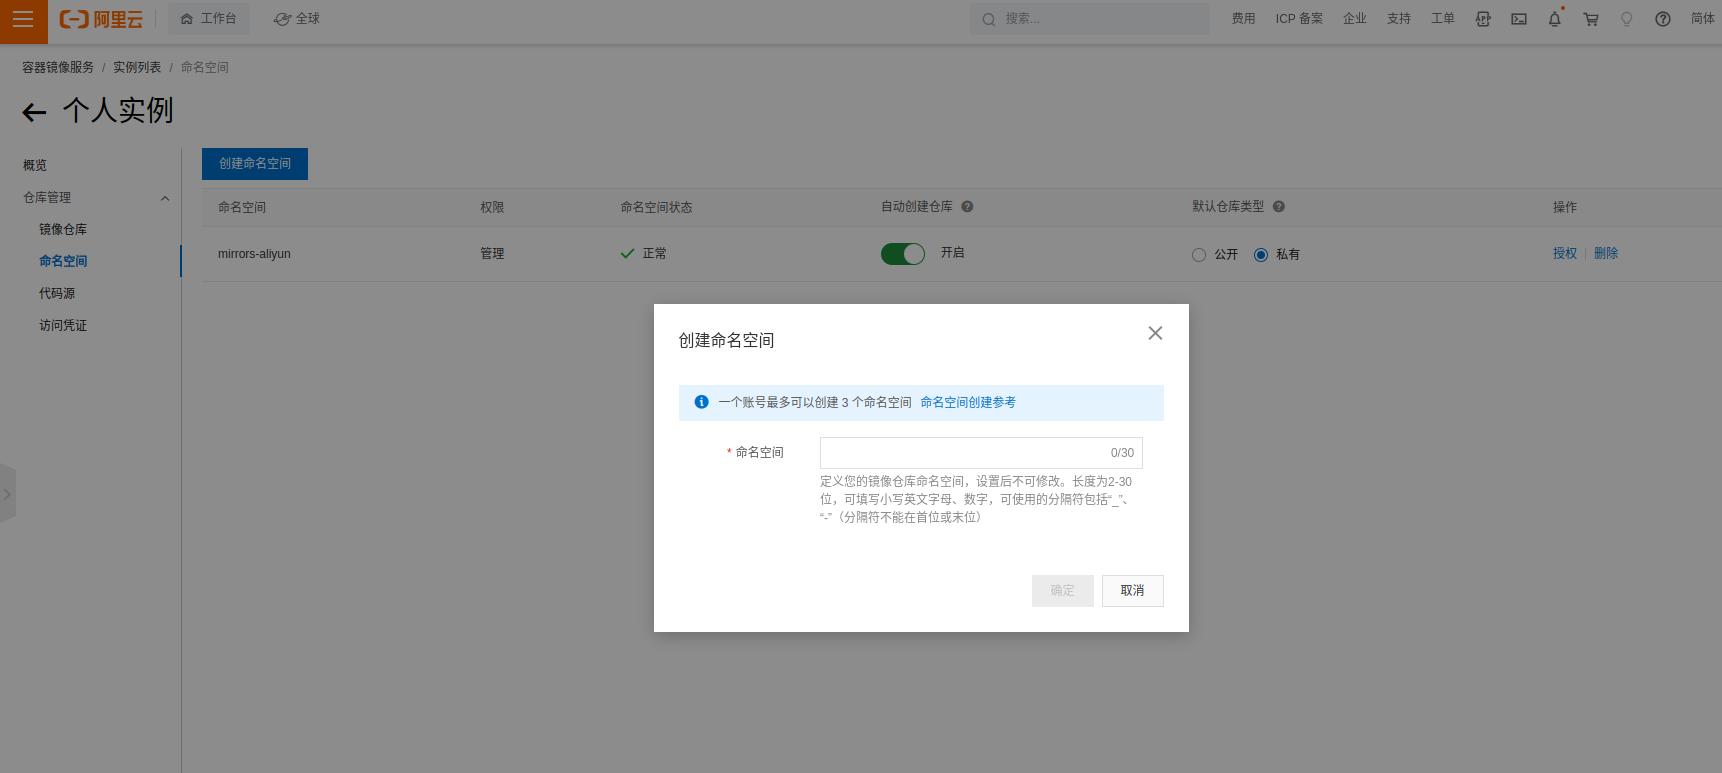 阿里云
工作台
全球
搜索...
费用
ICP 备案
企业
支持
工单
APP
简体
容器镜像服务 / 实例列表 / 命名空间
个人实例
概览
仓库管理
镜像仓库
命名空间
代码源
访问凭证
创建命名空间
命名空间 权限 命名空间状态 自动创建仓库 默认仓库类型 操作
mirrors-aliyun 管理 正常 开启 公开 私有 授权 删除
创建命名空间
一个账号最多可以创建 3 个命名空间 命名空间创建参考
* 命名空间
0/30
定义您的镜像仓库命名空间，设置后不可修改。长度为2-30
位，可填写小写英文字母、数字，可使用的分隔符包括“_”、
“-”（分隔符不能在首位或末位）
确定
取消